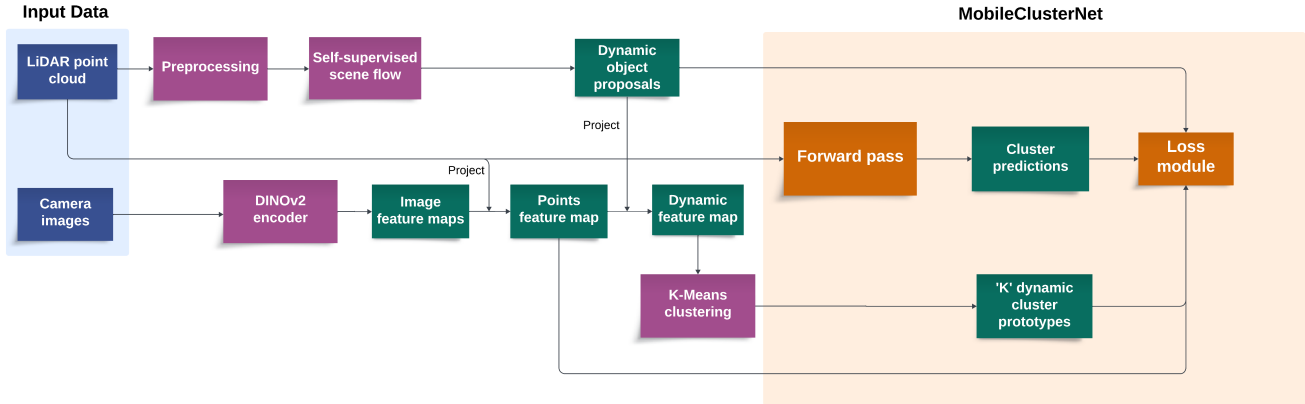 Input Data
MobileClusterNet
LiDAR point
cloud
Preprocessing
Self-supervised
scene flow
Dynamic
object
proposals
Project
Project
Forward pass
Cluster
predictions
Loss
module
Camera
images
DINOv2
encoder
Image
feature maps
Points
feature map
Dynamic
feature map
K-Means
clustering
'K' dynamic
cluster
prototypes